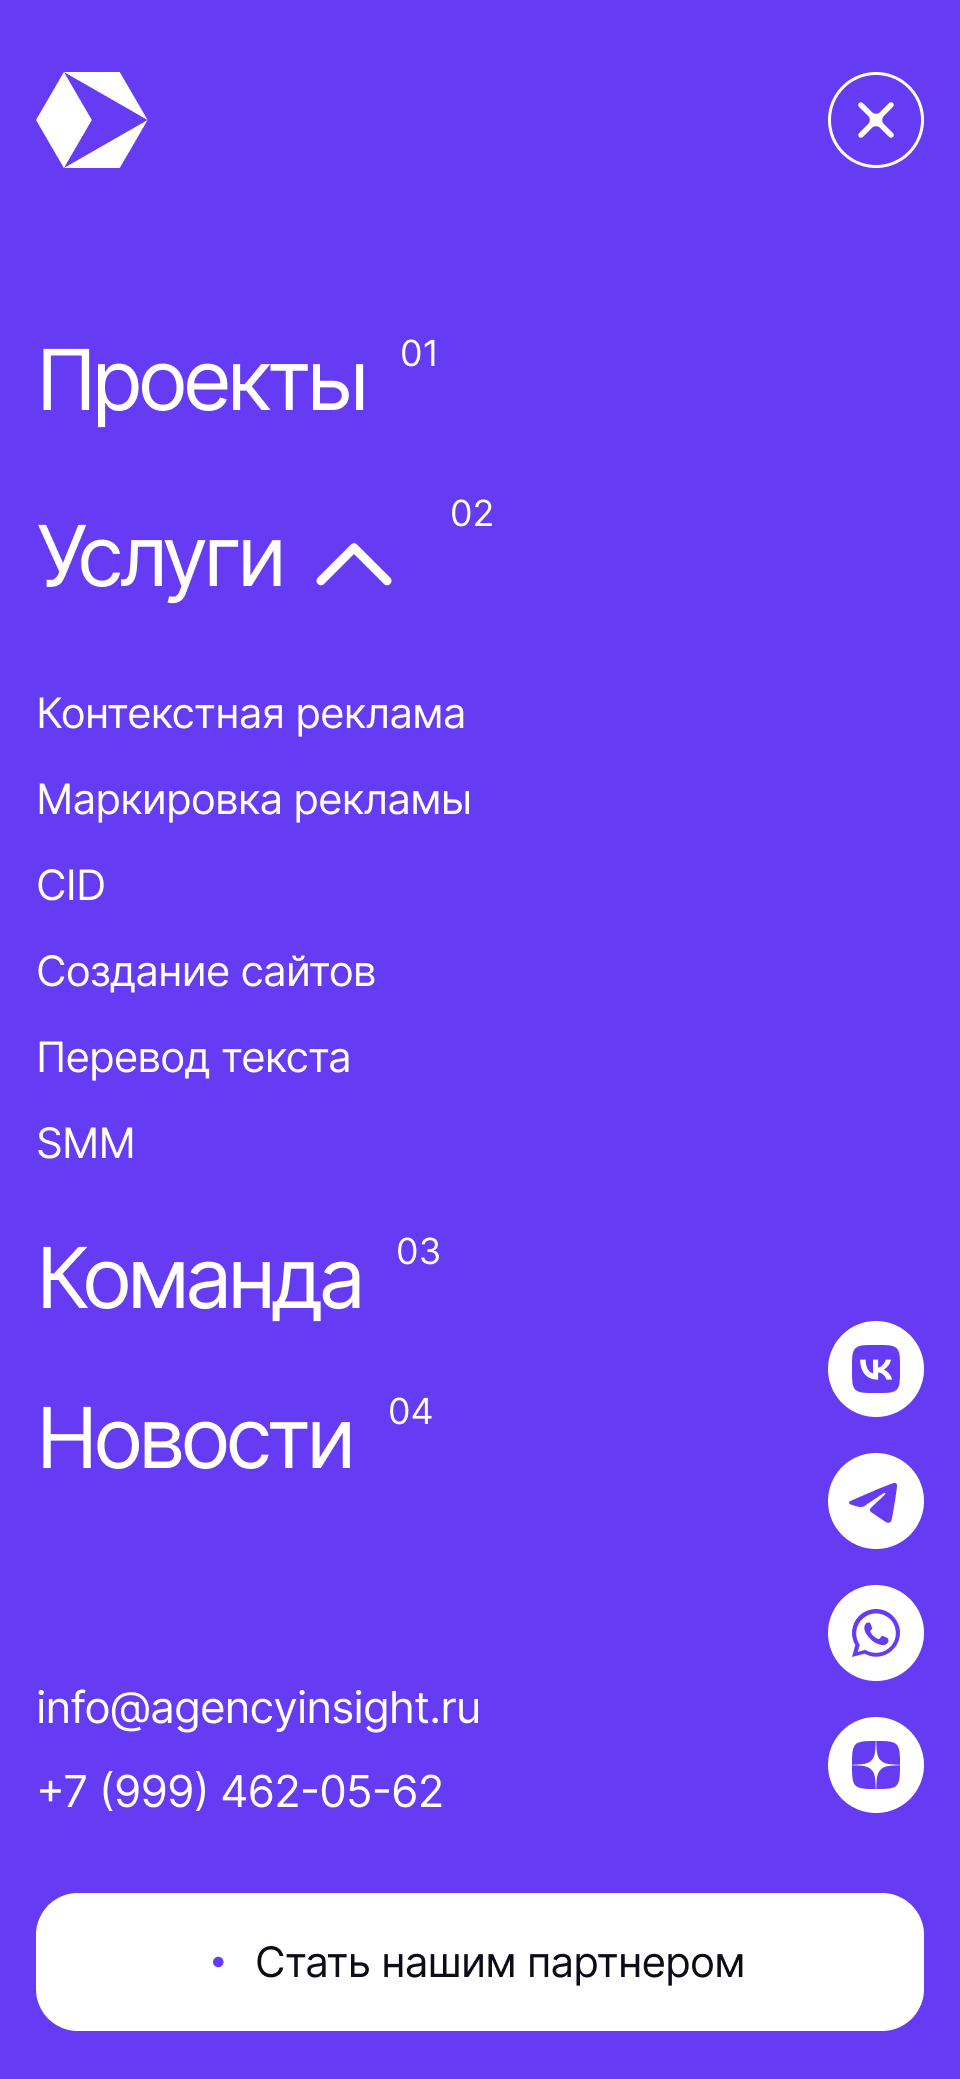 Проекты 01
Услуги 02
Контекстная реклама
Маркировка рекламы
CID
Создание сайтов
Перевод текста
SMM
Команда 03
Новости 04
info@agencyinsight.ru
+7 (999) 462-05-62
• Стать нашим партнером